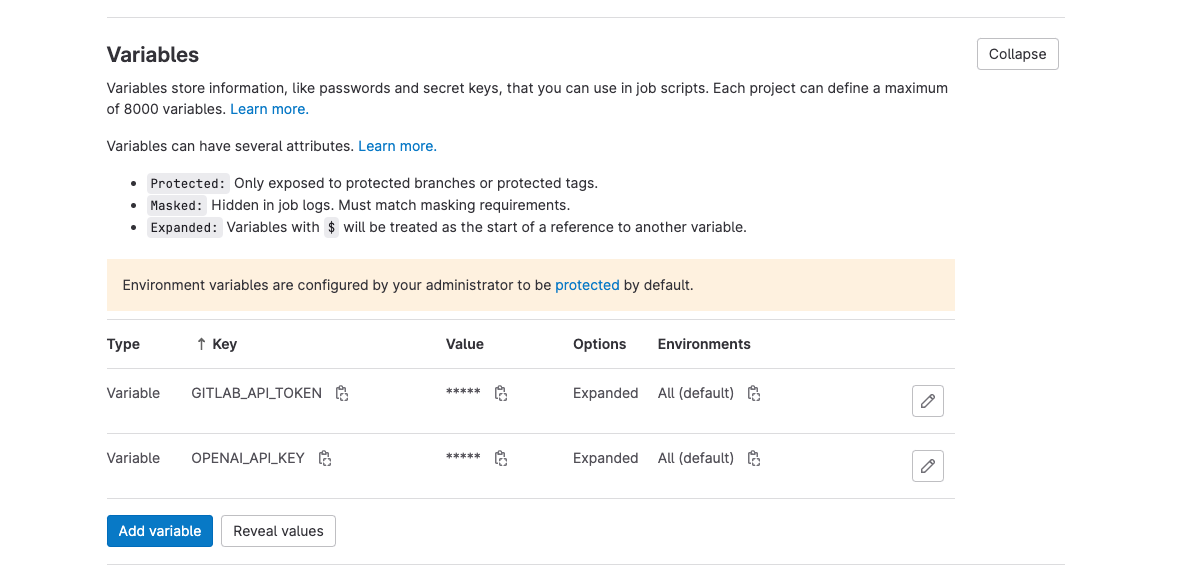 Variables
Collapse
Variables store information, like passwords and secret keys, that you can use in job scripts. Each project can define a maximum
of 8000 variables. Learn more.
Variables can have several attributes. Learn more.
Protected: Only exposed to protected branches or protected tags.
Masked: Hidden in job logs. Must match masking requirements.
Expanded: Variables with $ will be treated as the start of a reference to another variable.
Environment variables are configured by your administrator to be protected by default.
Type ↑ Key Value Options Environments
Variable GITLAB_API_TOKEN ***** Expanded All (default)
Variable OPENAI_API_KEY ***** Expanded All (default)
Add variable Reveal values